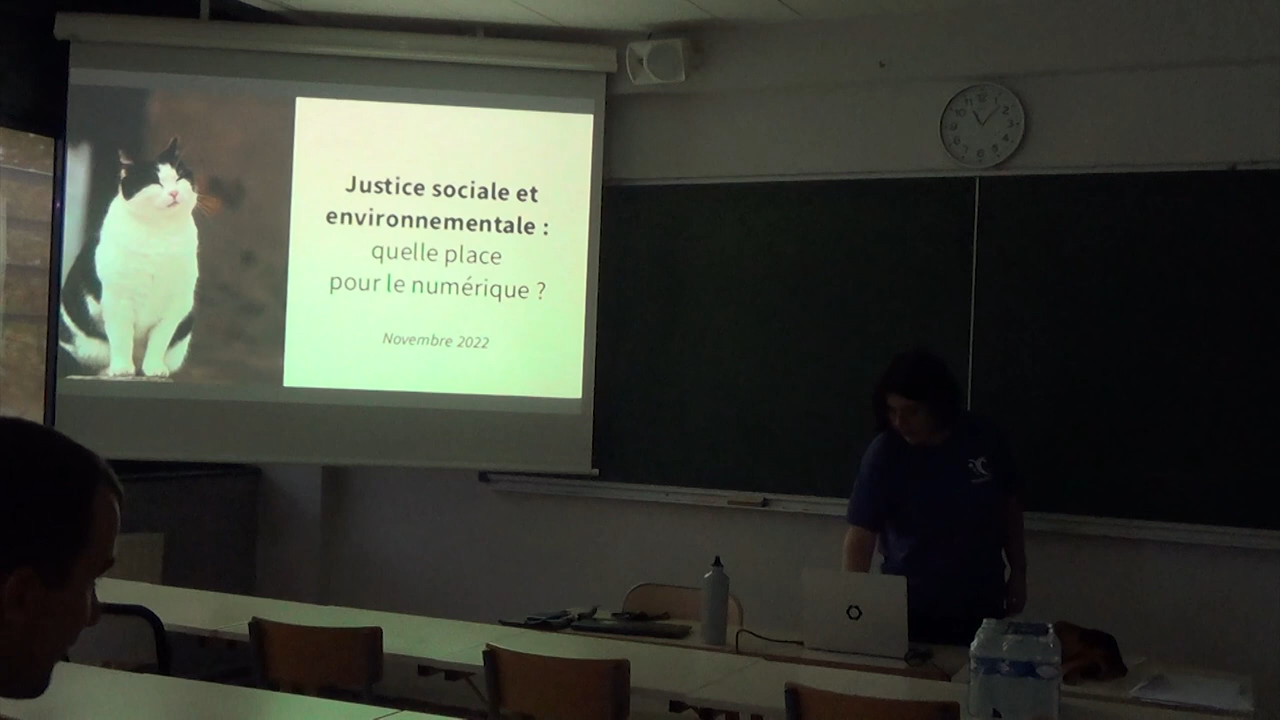 Justice sociale et
environnementale :
quelle place
pour le numérique ?
Novembre 2022